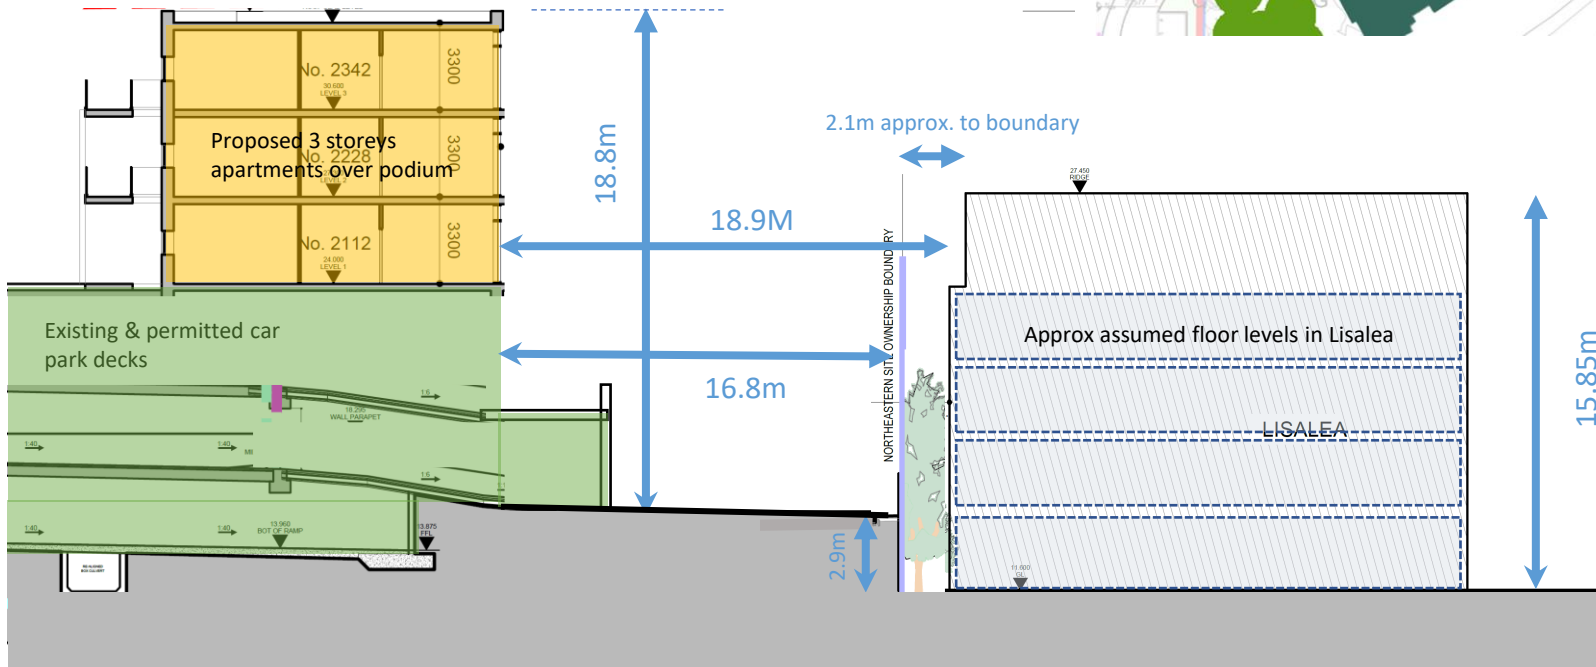 No. 2342
30.600
LEVEL 3
3300
Proposed 3 storeys
apartments over podium
No. 2228
LEVEL 2
3300
No. 2112
24.000
LEVEL 1
3300
18.8m
2.1m approx. to boundary
18.9M
16.8m
NORTHEASTERN SITE OWNERSHIP BOUNDARY
27.450
RIDGE
15.85m
Approx assumed floor levels in Lisalea
LISALEA
11.600
GL
2.9m
Existing & permitted car
park decks
1:6
18.295
WALL PARAPET
1:40
1:40
1:6
1:40
1:40
13.960
BOT OF RAMP
13.875
FFL